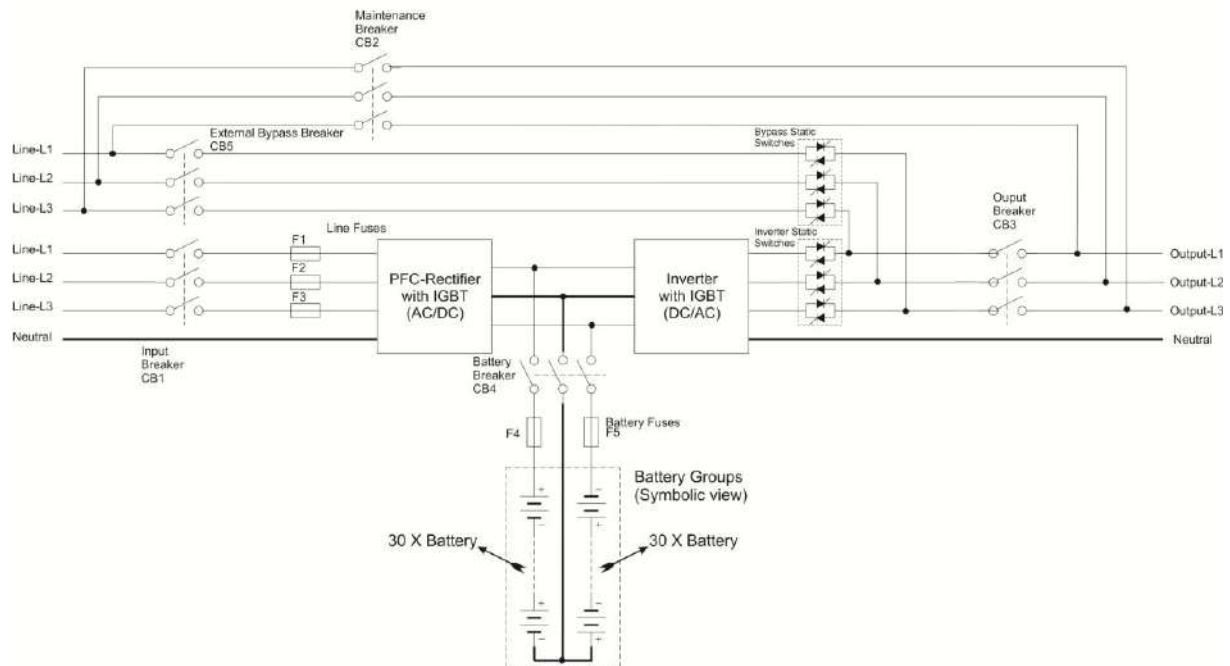 Maintenance
Breaker
CB2
External Bypass Breaker
CB5
Bypass Static
Switches
Line-L1
Line-L2
Line-L3
Line Fuses
Inverter Static
Switches
Ouput
Breaker
CB3
Line-L1
F1
Line-L2
F2
Line-L3
F3
Neutral
PFC-Rectifier
with IGBT
(AC/DC)
Inverter
with IGBT
(DC/AC)
Output-L1
Output-L2
Output-L3
Neutral
Input
Breaker
CB1
Battery
Breaker
CB4
F4
Battery Fuses
F5
Battery Groups
(Symbolic view)
+
-
-
+
30 X Battery
30 X Battery
+
-
-
+